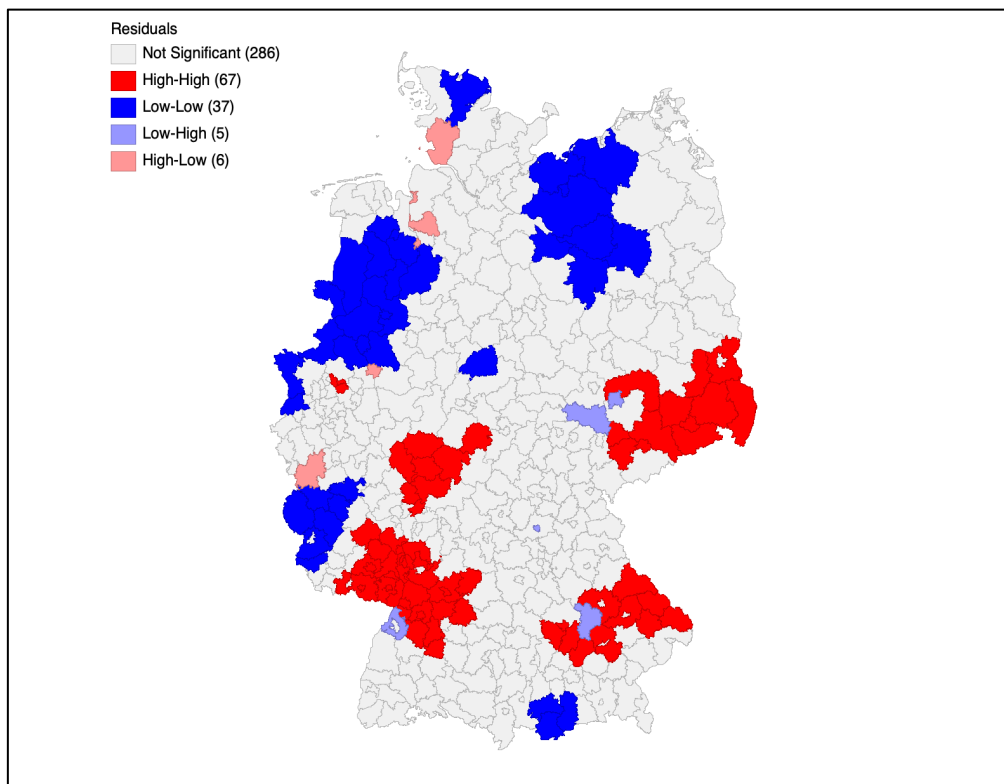 Residuals
Not Significant (286)
High-High (67)
Low-Low (37)
Low-High (5)
High-Low (6)